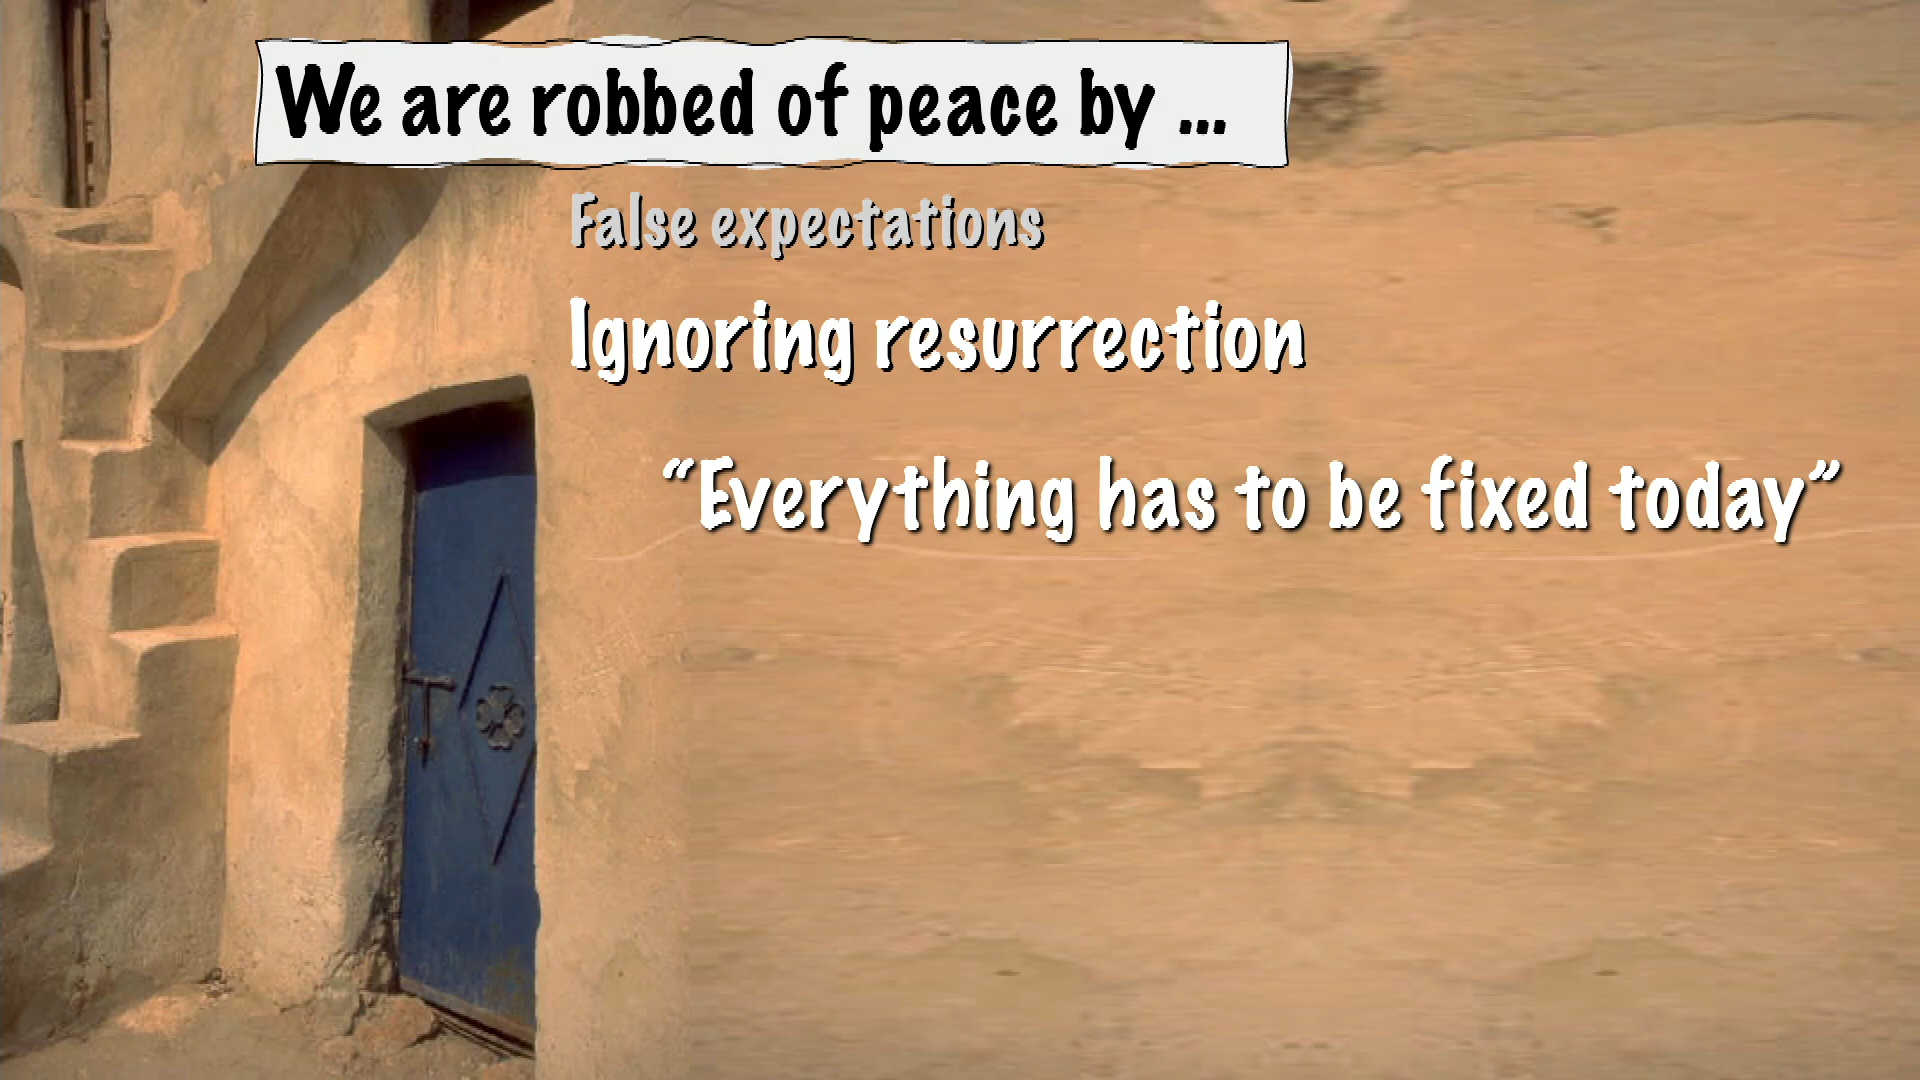 We are robbed of peace by ...
False expectations
Ignoring resurrection
“Everything has to be fixed today”